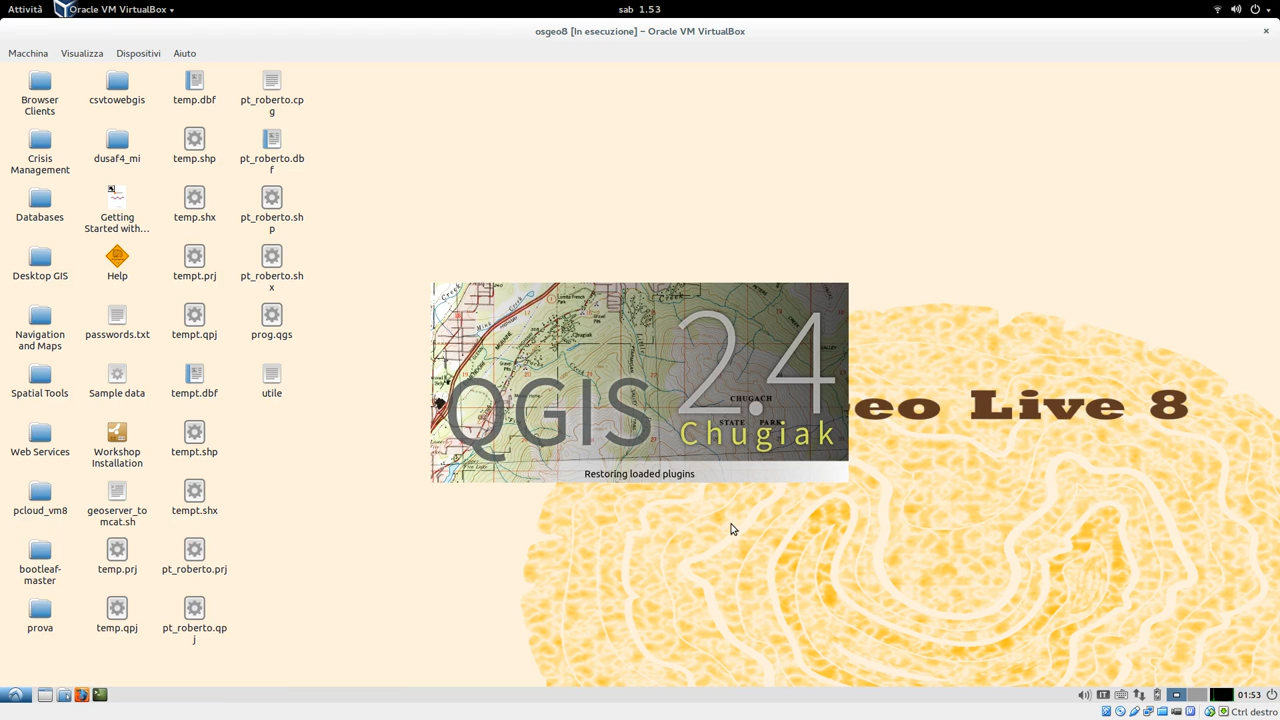 Attività
Oracle VM VirtualBox
sab 1.53
osgeo8 [In esecuzione] – Oracle VM VirtualBox
Macchina
Visualizza
Dispositivi
Aiuto
Browser
Clients
csvtowebgis
temp.dbf
pt_roberto.cp
g
Crisis
Management
dusaf4_mi
temp.shp
pt_roberto.db
f
Databases
Getting
Started with...
temp.shx
pt_roberto.sh
p
Desktop GIS
Help
tempt.prj
pt_roberto.sh
x
Navigation
and Maps
passwords.txt
tempt.qpj
prog.qgs
Spatial Tools
Sample data
tempt.dbf
utile
Web Services
Workshop
Installation
tempt.shp
pcloud_vm8
geoserver_to
mcat.sh
tempt.shx
bootleaf-
master
temp.prj
pt_roberto.prj
prova
temp.qpj
pt_roberto.qp
j
QGIS
2.4
Chugiak
CHUGACH
STATE PARK
Chugiak
Creek
Restoring loaded plugins
eo Live 8
IT
01:53
Ctrl destro